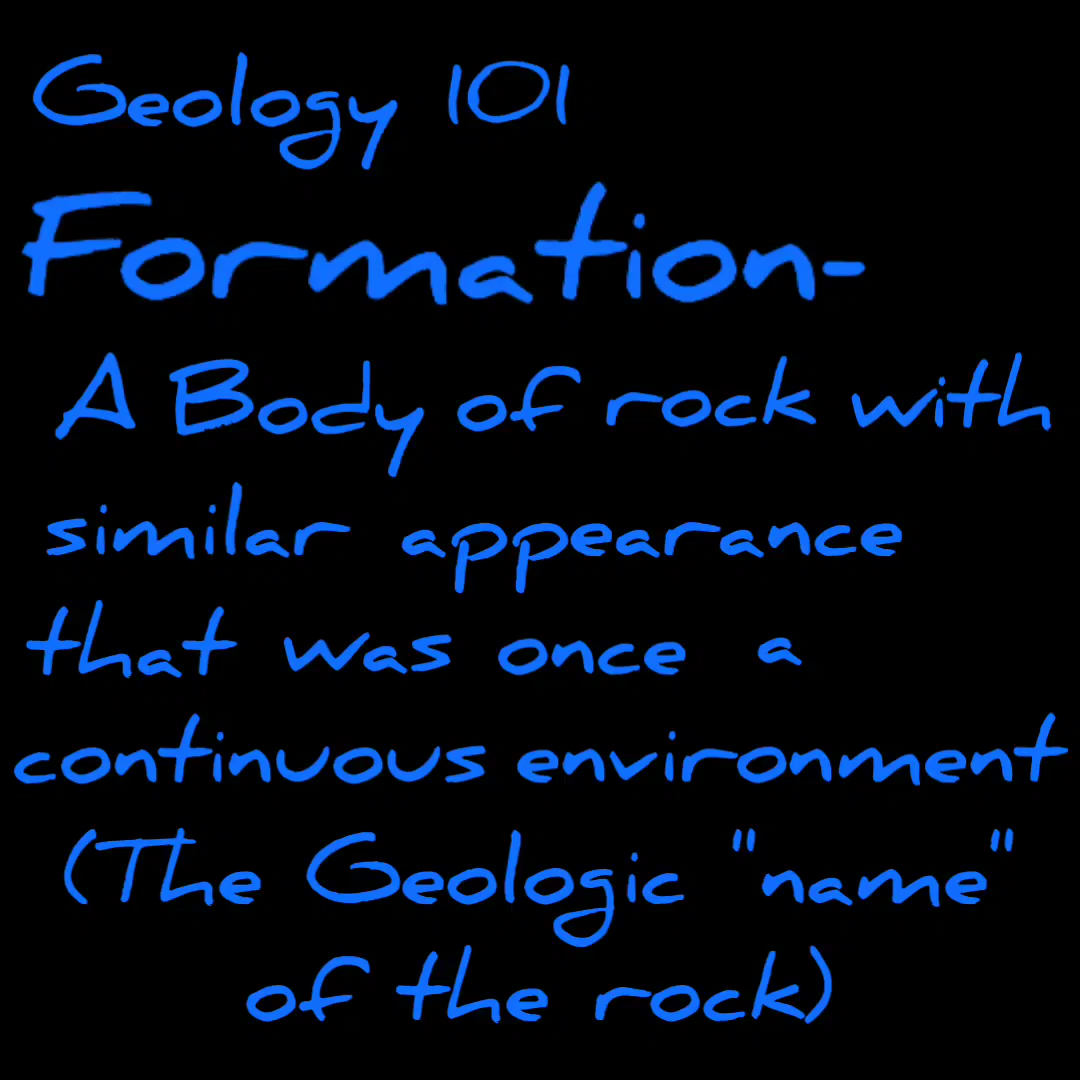 Geology 101
Formation-
A Body of rock with
similar appearance
that was once a
continuous environment
(The Geologic "name"
of the rock)